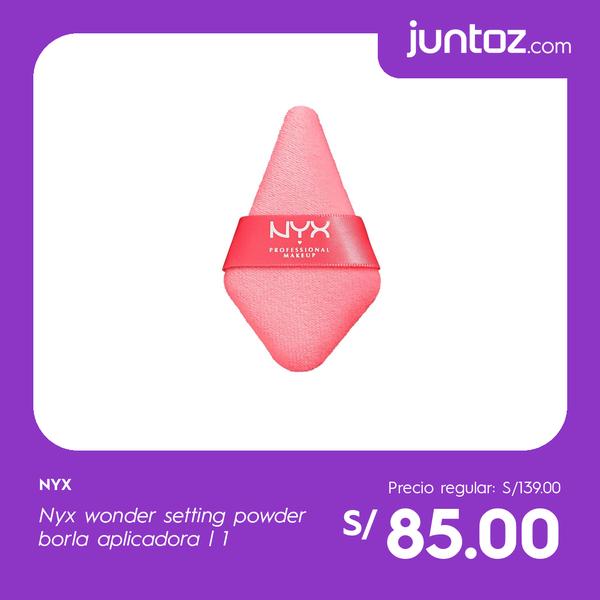 juntoz.com
NYX
PROFESSIONAL
MAKEUP
NYX
Nyx wonder setting powder
borla aplicadora | 1
Precio regular: S/139.00
S/ 85.00